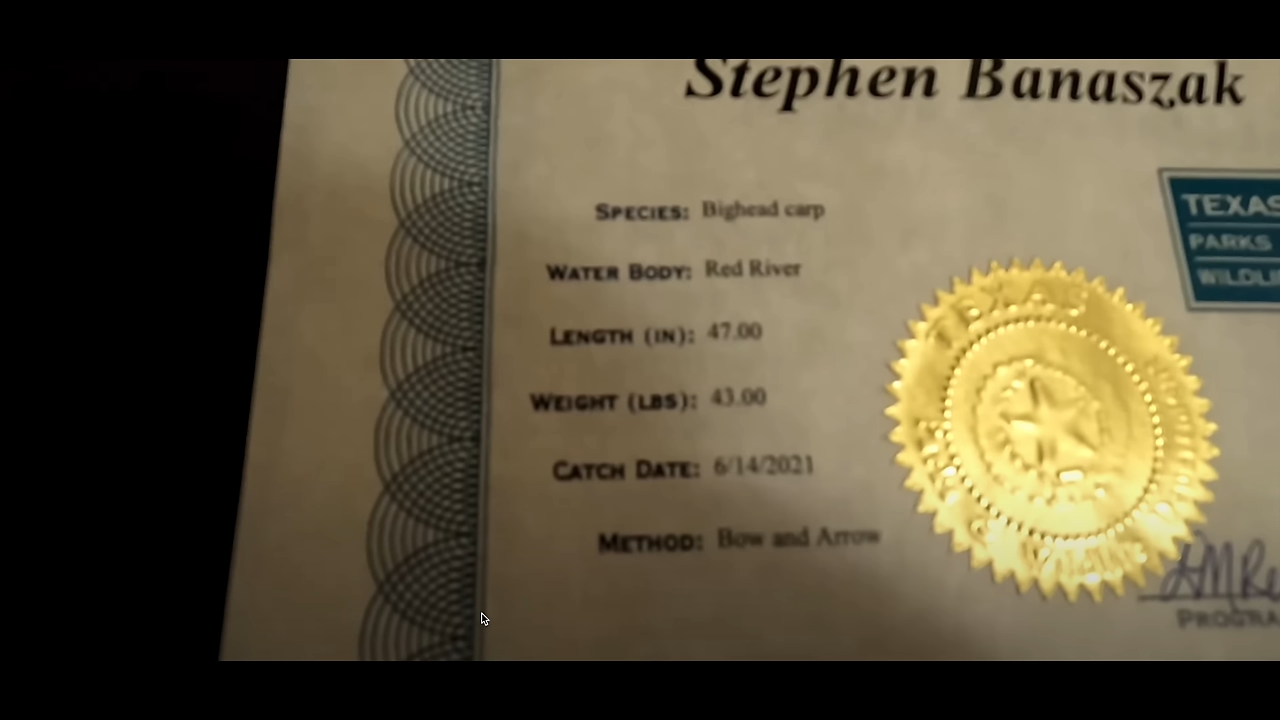 Stephen Banaszak
SPECIES: Bighead carp
WATER BODY: Red River
LENGTH (IN): 47.00
WEIGHT (LBS): 43.00
CATCH DATE: 6/14/2021
METHOD: Bow and Arrow
TEXAS
PARKS
TEXAS